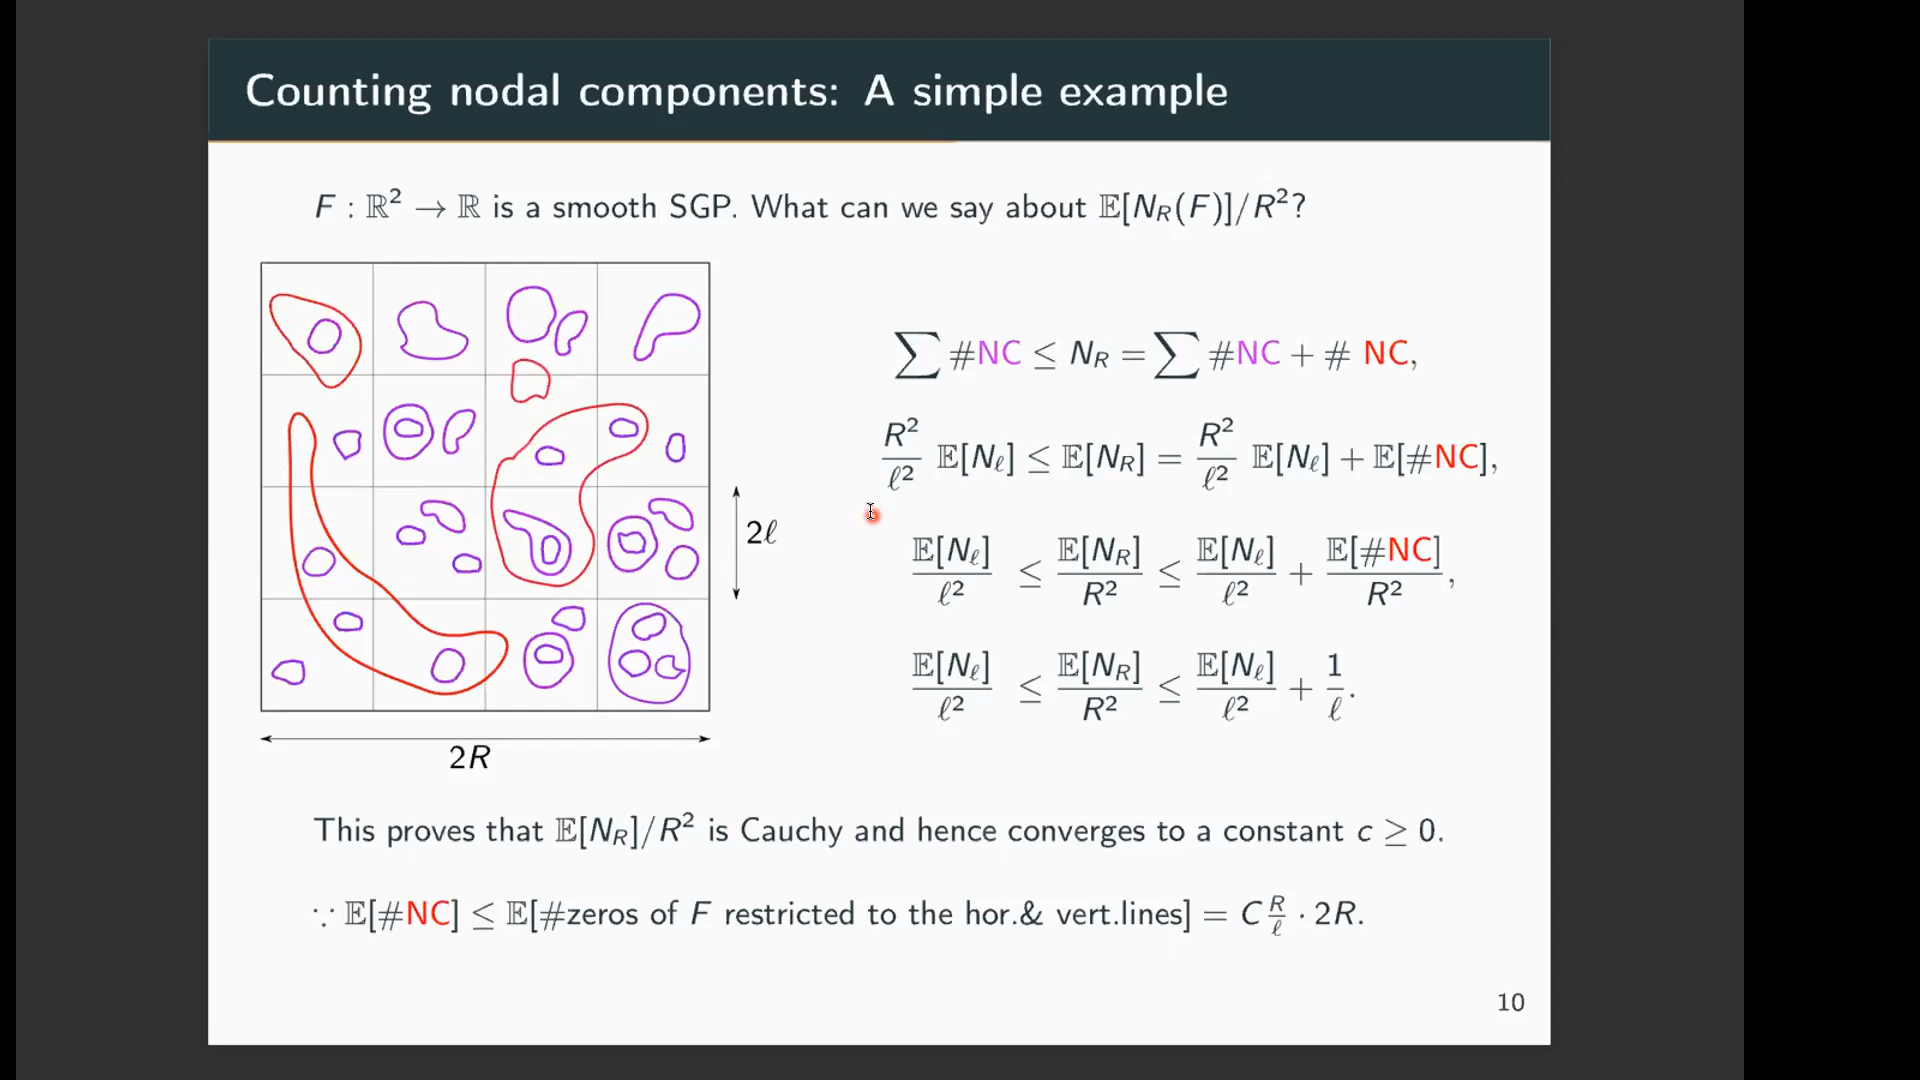 Counting nodal components: A simple example
F : ℝ² → ℝ is a smooth SGP. What can we say about 𝔼[N_R(F)]/R²?
∑ #NC ≤ N_R = ∑ #NC + # NC,
R²/ℓ² 𝔼[N_ℓ] ≤ 𝔼[N_R] = R²/ℓ² 𝔼[N_ℓ] + 𝔼[#NC],
2ℓ
𝔼[N_ℓ]/ℓ² ≤ 𝔼[N_R]/R² ≤ 𝔼[N_ℓ]/ℓ² + 𝔼[#NC]/R²,
𝔼[N_ℓ]/ℓ² ≤ 𝔼[N_R]/R² ≤ 𝔼[N_ℓ]/ℓ² + 1/ℓ.
2R
This proves that 𝔼[N_R]/R² is Cauchy and hence converges to a constant c ≥ 0.
∵ 𝔼[#NC] ≤ 𝔼[#zeros of F restricted to the hor.& vert.lines] = C R/ℓ · 2R.
10